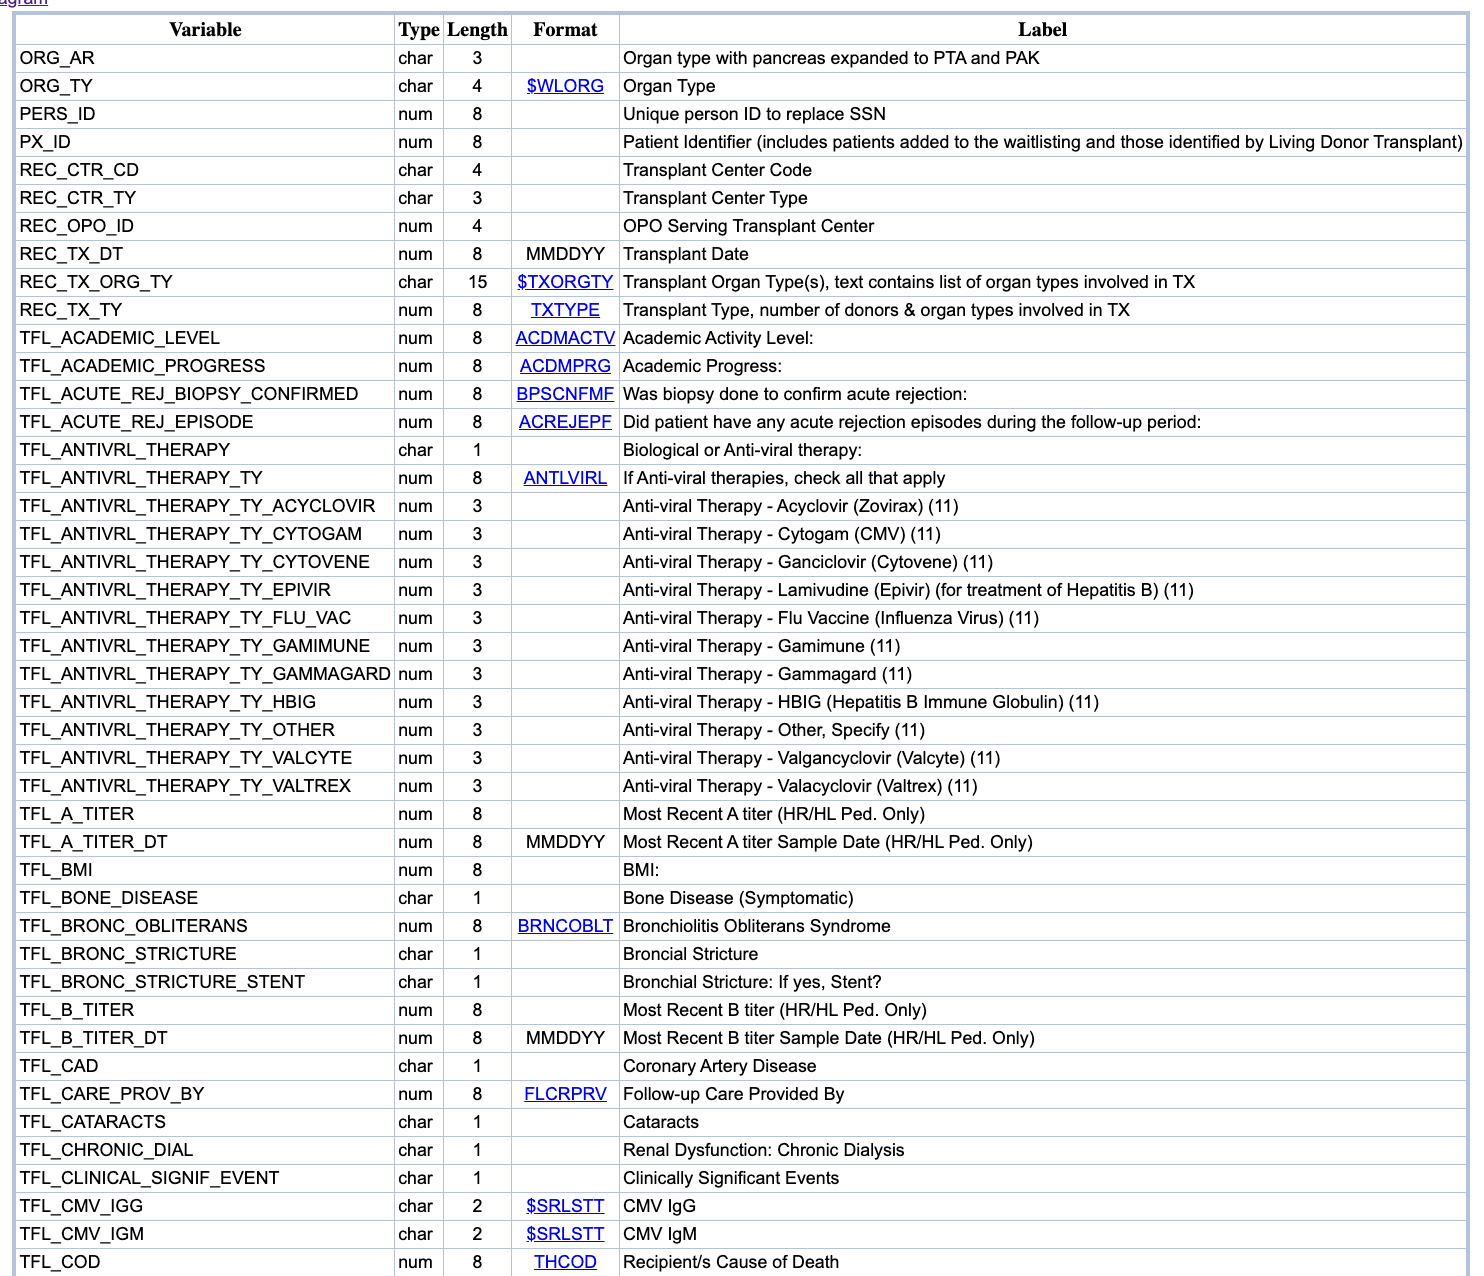 agram
Variable Type Length Format Label
ORG_AR char 3 Organ type with pancreas expanded to PTA and PAK
ORG_TY char 4 $WLORG Organ Type
PERS_ID num 8 Unique person ID to replace SSN
PX_ID num 8 Patient Identifier (includes patients added to the waitlisting and those identified by Living Donor Transplant)
REC_CTR_CD char 4 Transplant Center Code
REC_CTR_TY char 3 Transplant Center Type
REC_OPO_ID num 4 OPO Serving Transplant Center
REC_TX_DT num 8 MMDDYY Transplant Date
REC_TX_ORG_TY char 15 $TXORGTY Transplant Organ Type(s), text contains list of organ types involved in TX
REC_TX_TY num 8 TXTYPE Transplant Type, number of donors & organ types involved in TX
TFL_ACADEMIC_LEVEL num 8 ACDMACTV Academic Activity Level:
TFL_ACADEMIC_PROGRESS num 8 ACDMPRG Academic Progress:
TFL_ACUTE_REJ_BIOPSY_CONFIRMED num 8 BPSCNFMF Was biopsy done to confirm acute rejection:
TFL_ACUTE_REJ_EPISODE num 8 ACREJEPF Did patient have any acute rejection episodes during the follow-up period:
TFL_ANTIVRL_THERAPY char 1 Biological or Anti-viral therapy:
TFL_ANTIVRL_THERAPY_TY num 8 ANTLVIRL If Anti-viral therapies, check all that apply
TFL_ANTIVRL_THERAPY_TY_ACYCLOVIR num 3 Anti-viral Therapy - Acyclovir (Zovirax) (11)
TFL_ANTIVRL_THERAPY_TY_CYTOGAM num 3 Anti-viral Therapy - Cytogam (CMV) (11)
TFL_ANTIVRL_THERAPY_TY_CYTOVENE num 3 Anti-viral Therapy - Ganciclovir (Cytovene) (11)
TFL_ANTIVRL_THERAPY_TY_EPIVIR num 3 Anti-viral Therapy - Lamivudine (Epivir) (for treatment of Hepatitis B) (11)
TFL_ANTIVRL_THERAPY_TY_FLU_VAC num 3 Anti-viral Therapy - Flu Vaccine (Influenza Virus) (11)
TFL_ANTIVRL_THERAPY_TY_GAMIMUNE num 3 Anti-viral Therapy - Gamimune (11)
TFL_ANTIVRL_THERAPY_TY_GAMMAGARD num 3 Anti-viral Therapy - Gammagard (11)
TFL_ANTIVRL_THERAPY_TY_HBIG num 3 Anti-viral Therapy - HBIG (Hepatitis B Immune Globulin) (11)
TFL_ANTIVRL_THERAPY_TY_OTHER num 3 Anti-viral Therapy - Other, Specify (11)
TFL_ANTIVRL_THERAPY_TY_VALCYTE num 3 Anti-viral Therapy - Valgancyclovir (Valcyte) (11)
TFL_ANTIVRL_THERAPY_TY_VALTREX num 3 Anti-viral Therapy - Valacyclovir (Valtrex) (11)
TFL_A_TITER num 8 Most Recent A titer (HR/HL Ped. Only)
TFL_A_TITER_DT num 8 MMDDYY Most Recent A titer Sample Date (HR/HL Ped. Only)
TFL_BMI num 8 BMI:
TFL_BONE_DISEASE char 1 Bone Disease (Symptomatic)
TFL_BRONC_OBLITERANS num 8 BRNCOBLT Bronchiolitis Obliterans Syndrome
TFL_BRONC_STRICTURE char 1 Broncial Stricture
TFL_BRONC_STRICTURE_STENT char 1 Bronchial Stricture: If yes, Stent?
TFL_B_TITER num 8 Most Recent B titer (HR/HL Ped. Only)
TFL_B_TITER_DT num 8 MMDDYY Most Recent B titer Sample Date (HR/HL Ped. Only)
TFL_CAD char 1 Coronary Artery Disease
TFL_CARE_PROV_BY num 8 FLCRPRV Follow-up Care Provided By
TFL_CATARACTS char 1 Cataracts
TFL_CHRONIC_DIAL char 1 Renal Dysfunction: Chronic Dialysis
TFL_CLINICAL_SIGNIF_EVENT char 1 Clinically Significant Events
TFL_CMV_IGG char 2 $SRLSTT CMV IgG
TFL_CMV_IGM char 2 $SRLSTT CMV IgM
TFL_COD num 8 THCOD Recipient/s Cause of Death